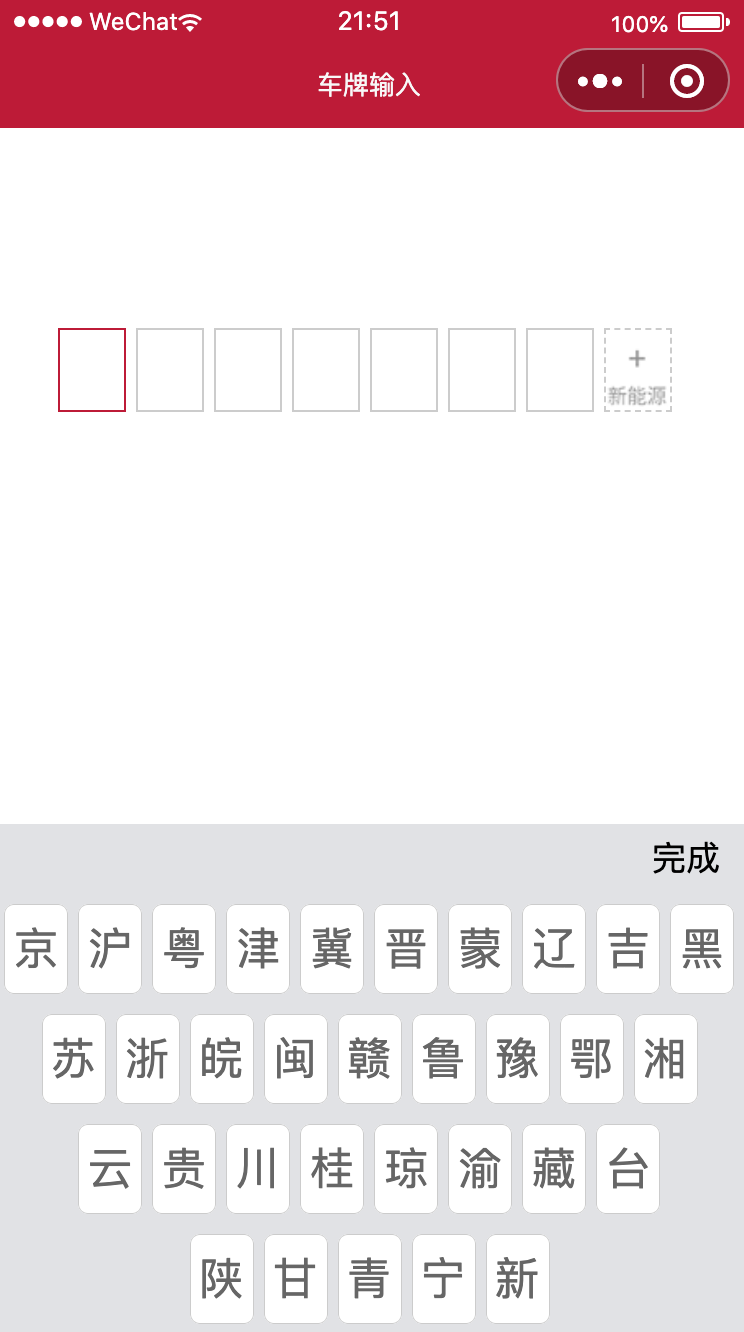 WeChat 21:51 100%
车牌输入
+
新能源
完成
京 沪 粤 津 冀 晋 蒙 辽 吉 黑
苏 浙 皖 闽 赣 鲁 豫 鄂 湘
云 贵 川 桂 琼 渝 藏 台
陕 甘 青 宁 新